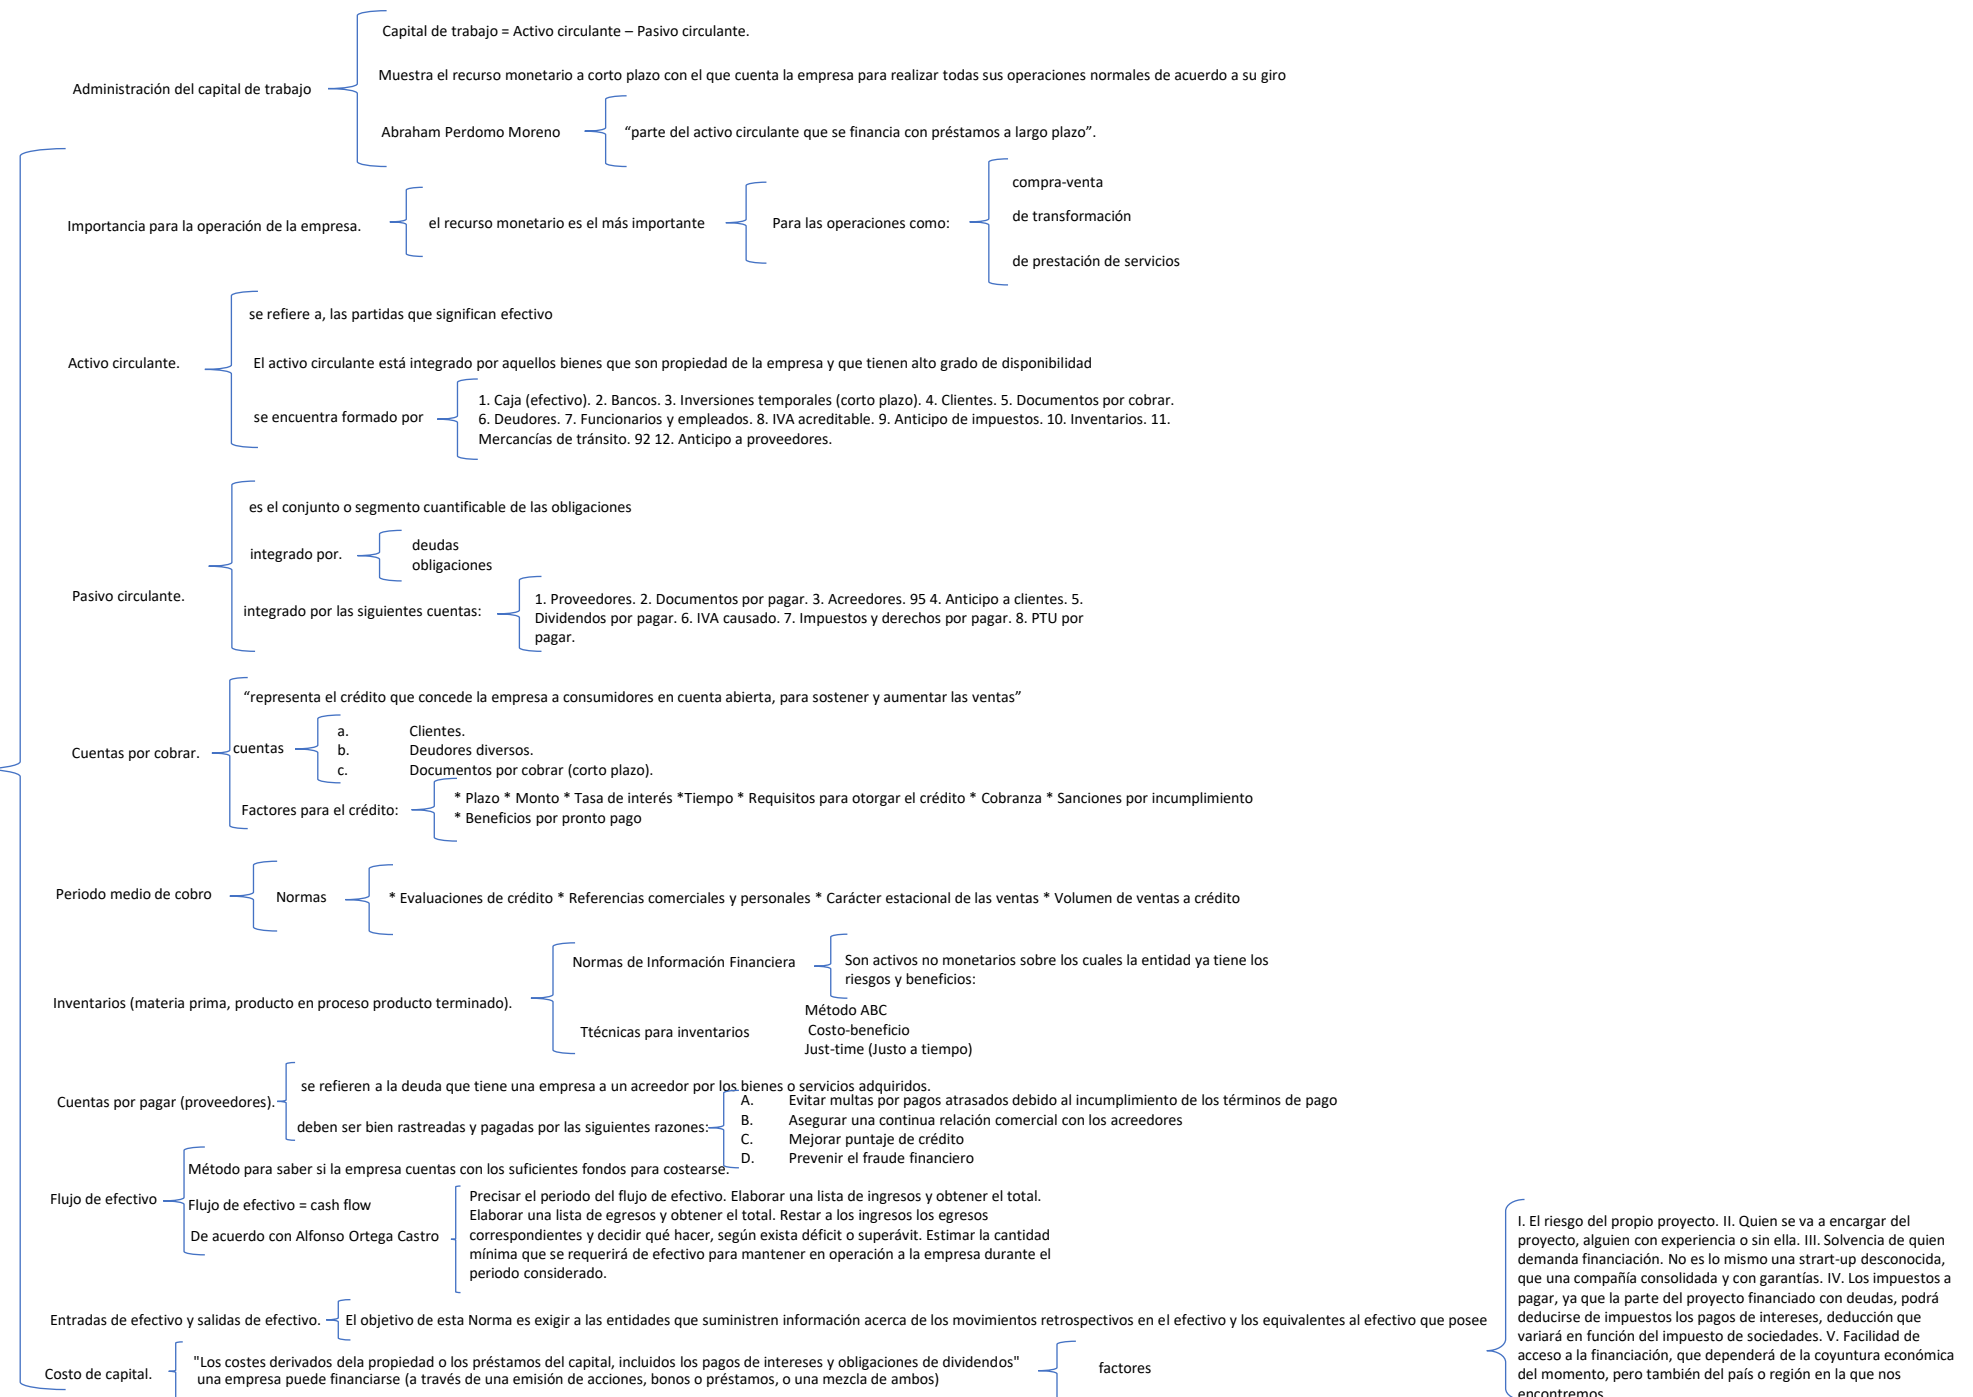 Capital de trabajo = Activo circulante – Pasivo circulante.
Muestra el recurso monetario a corto plazo con el que cuenta la empresa para realizar todas sus operaciones normales de acuerdo a su giro
Administración del capital de trabajo
Abraham Perdomo Moreno
“parte del activo circulante que se financia con préstamos a largo plazo”.
Importancia para la operación de la empresa.
el recurso monetario es el más importante
Para las operaciones como:
compra-venta
de transformación
de prestación de servicios
Activo circulante.
se refiere a, las partidas que significan efectivo
El activo circulante está integrado por aquellos bienes que son propiedad de la empresa y que tienen alto grado de disponibilidad
se encuentra formado por
1. Caja (efectivo). 2. Bancos. 3. Inversiones temporales (corto plazo). 4. Clientes. 5. Documentos por cobrar.
6. Deudores. 7. Funcionarios y empleados. 8. IVA acreditable. 9. Anticipo de impuestos. 10. Inventarios. 11.
Mercancías de tránsito. 92 12. Anticipo a proveedores.
Pasivo circulante.
es el conjunto o segmento cuantificable de las obligaciones
integrado por.
deudas
obligaciones
integrado por las siguientes cuentas:
1. Proveedores. 2. Documentos por pagar. 3. Acreedores. 95 4. Anticipo a clientes. 5.
Dividendos por pagar. 6. IVA causado. 7. Impuestos y derechos por pagar. 8. PTU por
pagar.
Cuentas por cobrar.
“representa el crédito que concede la empresa a consumidores en cuenta abierta, para sostener y aumentar las ventas”
cuentas
a. Clientes.
b. Deudores diversos.
c. Documentos por cobrar (corto plazo).
Factores para el crédito:
* Plazo * Monto * Tasa de interés *Tiempo * Requisitos para otorgar el crédito * Cobranza * Sanciones por incumplimiento
* Beneficios por pronto pago
Periodo medio de cobro
Normas
* Evaluaciones de crédito * Referencias comerciales y personales * Carácter estacional de las ventas * Volumen de ventas a crédito
Inventarios (materia prima, producto en proceso producto terminado).
Normas de Información Financiera
Son activos no monetarios sobre los cuales la entidad ya tiene los
riesgos y beneficios:
Ttécnicas para inventarios
Método ABC
Costo-beneficio
Just-time (Justo a tiempo)
Cuentas por pagar (proveedores).
se refieren a la deuda que tiene una empresa a un acreedor por los bienes o servicios adquiridos.
deben ser bien rastreadas y pagadas por las siguientes razones:
A. Evitar multas por pagos atrasados debido al incumplimiento de los términos de pago
B. Asegurar una continua relación comercial con los acreedores
C. Mejorar puntaje de crédito
D. Prevenir el fraude financiero
Flujo de efectivo
Método para saber si la empresa cuentas con los suficientes fondos para costearse.
Flujo de efectivo = cash flow
De acuerdo con Alfonso Ortega Castro
Precisar el periodo del flujo de efectivo. Elaborar una lista de ingresos y obtener el total.
Elaborar una lista de egresos y obtener el total. Restar a los ingresos los egresos
correspondientes y decidir qué hacer, según exista déficit o superávit. Estimar la cantidad
mínima que se requerirá de efectivo para mantener en operación a la empresa durante el
periodo considerado.
Entradas de efectivo y salidas de efectivo.
El objetivo de esta Norma es exigir a las entidades que suministren información acerca de los movimientos retrospectivos en el efectivo y los equivalentes al efectivo que posee
Costo de capital.
"Los costes derivados dela propiedad o los préstamos del capital, incluidos los pagos de intereses y obligaciones de dividendos"
una empresa puede financiarse (a través de una emisión de acciones, bonos o préstamos, o una mezcla de ambos)
factores
I. El riesgo del propio proyecto. II. Quien se va a encargar del
proyecto, alguien con experiencia o sin ella. III. Solvencia de quien
demanda financiación. No es lo mismo una strart-up desconocida,
que una compañía consolidada y con garantías. IV. Los impuestos a
pagar, ya que la parte del proyecto financiado con deudas, podrá
deducirse de impuestos los pagos de intereses, deducción que
variará en función del impuesto de sociedades. V. Facilidad de
acceso a la financiación, que dependerá de la coyuntura económica
del momento, pero también del país o región en la que nos
encontremos